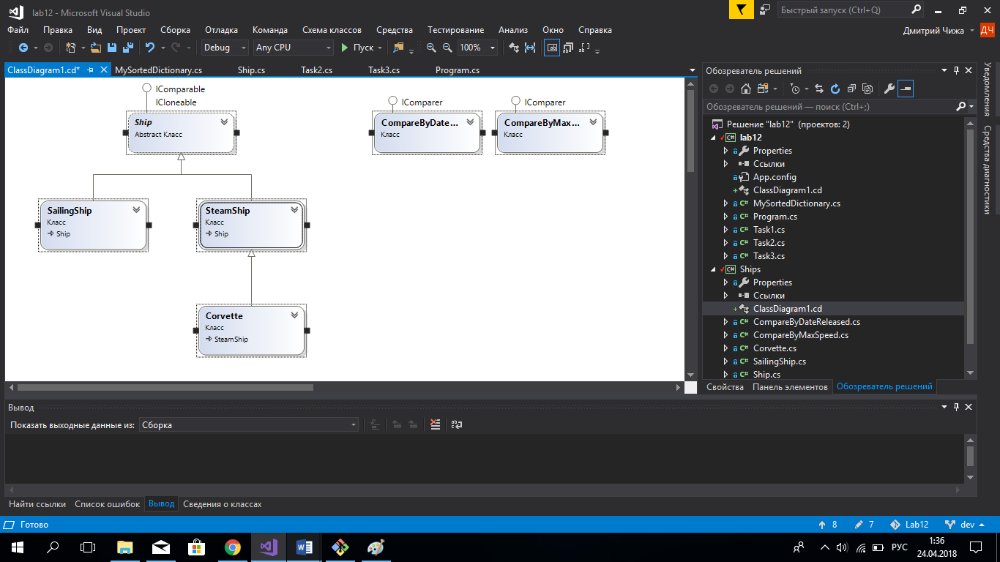 lab12 - Microsoft Visual Studio
Быстрый запуск (Ctrl+Q)
Файл Правка Вид Проект Сборка Отладка Команда Схема классов Средства Тестирование Анализ Окно Справка
Дмитрий Чижа ДЧ
Debug Any CPU Пуск 100%
ClassDiagram1.cd* MySortedDictionary.cs Ship.cs Task2.cs Task3.cs Program.cs
IComparable
ICloneable
Ship
Abstract Класс
IComparer
CompareByDate...
Класс
IComparer
CompareByMax...
Класс
SailingShip
Класс
Ship
SteamShip
Класс
Ship
Corvette
Класс
SteamShip
Обозреватель решений
Обозреватель решений — поиск (Ctrl+;)
Решение "lab12" (проектов: 2)
lab12
Properties
Ссылки
App.config
ClassDiagram1.cd
MySortedDictionary.cs
Program.cs
Task1.cs
Task2.cs
Task3.cs
Ships
Properties
Ссылки
ClassDiagram1.cd
CompareByDateReleased.cs
CompareByMaxSpeed.cs
Corvette.cs
SailingShip.cs
Ship.cs
Свойства Панель элементов Обозреватель решений
Уведомления
Средства диагностики
Вывод
Показать выходные данные из: Сборка
Найти ссылки Список ошибок Вывод Сведения о классах
Готово
8 7 Lab12 dev
РУС
1:36
24.04.2018